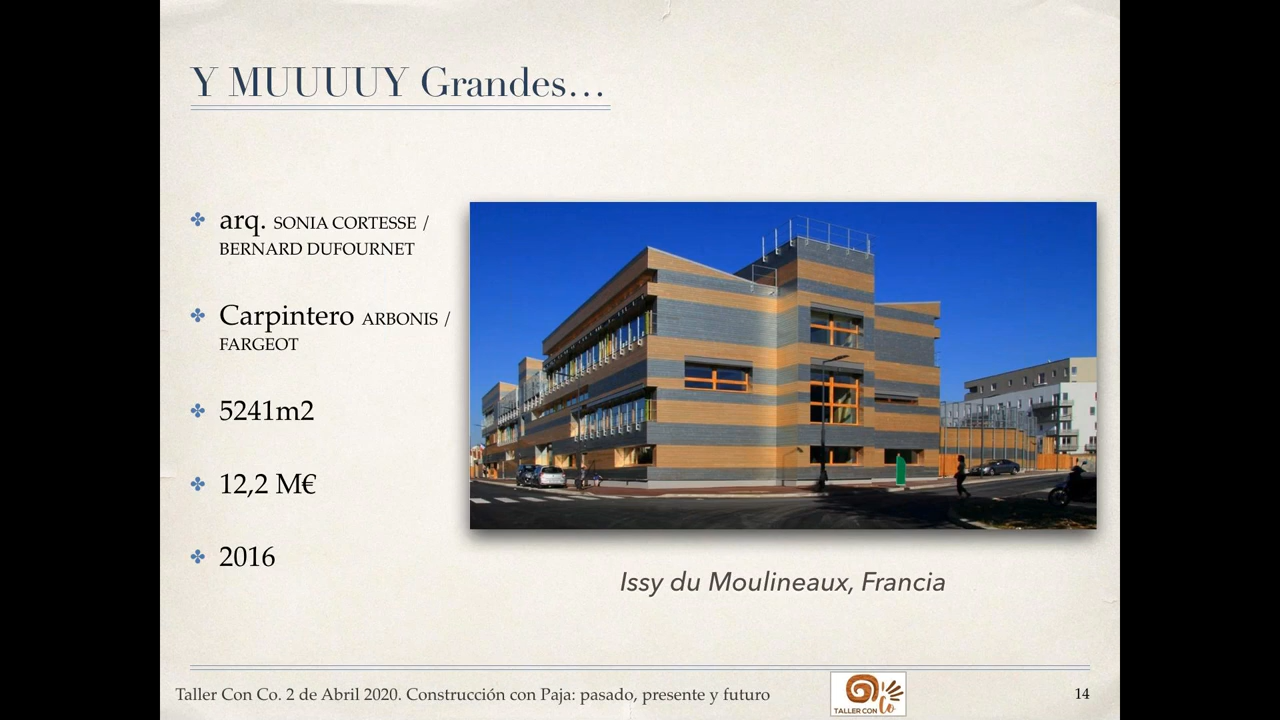 Y MUUUUY Grandes...
arq. SONIA CORTESSE /
BERNARD DUFOURNET
Carpintero ARBONIS /
FARGEOT
5241m2
12,2 M€
2016
Issy du Moulineaux, Francia
Taller Con Co. 2 de Abril 2020. Construcción con Paja: pasado, presente y futuro
TALLER CON Co
14